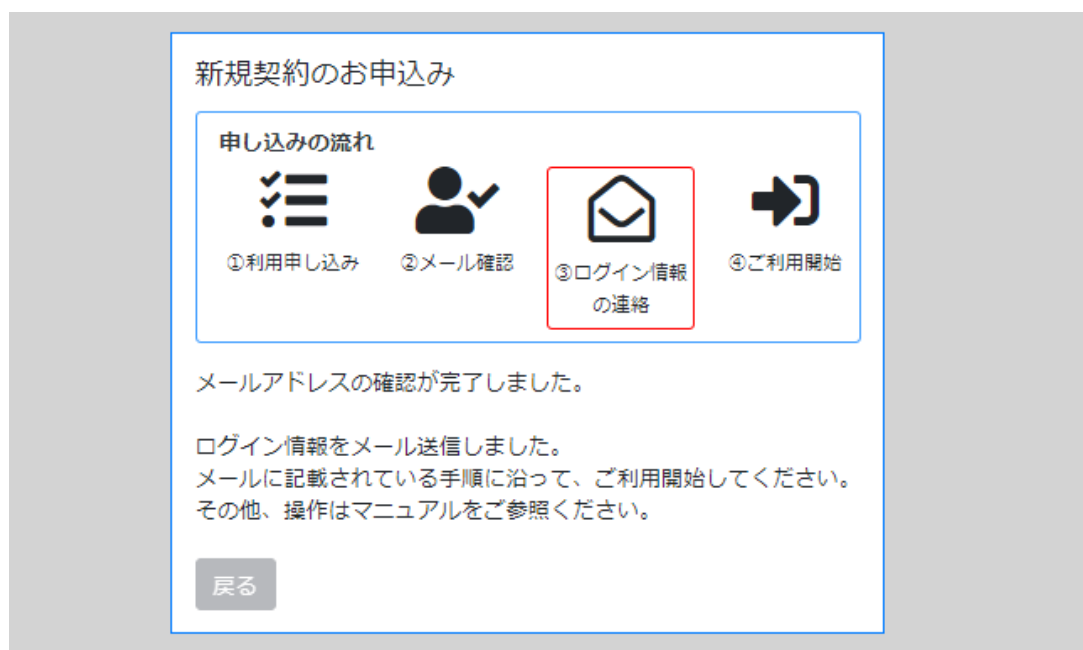 新規契約のお申込み
申し込みの流れ
①利用申し込み
②メール確認
③ログイン情報
の連絡
④ご利用開始
メールアドレスの確認が完了しました。
ログイン情報をメール送信しました。
メールに記載されている手順に沿って、ご利用開始してください。
その他、操作はマニュアルをご参照ください。
戻る